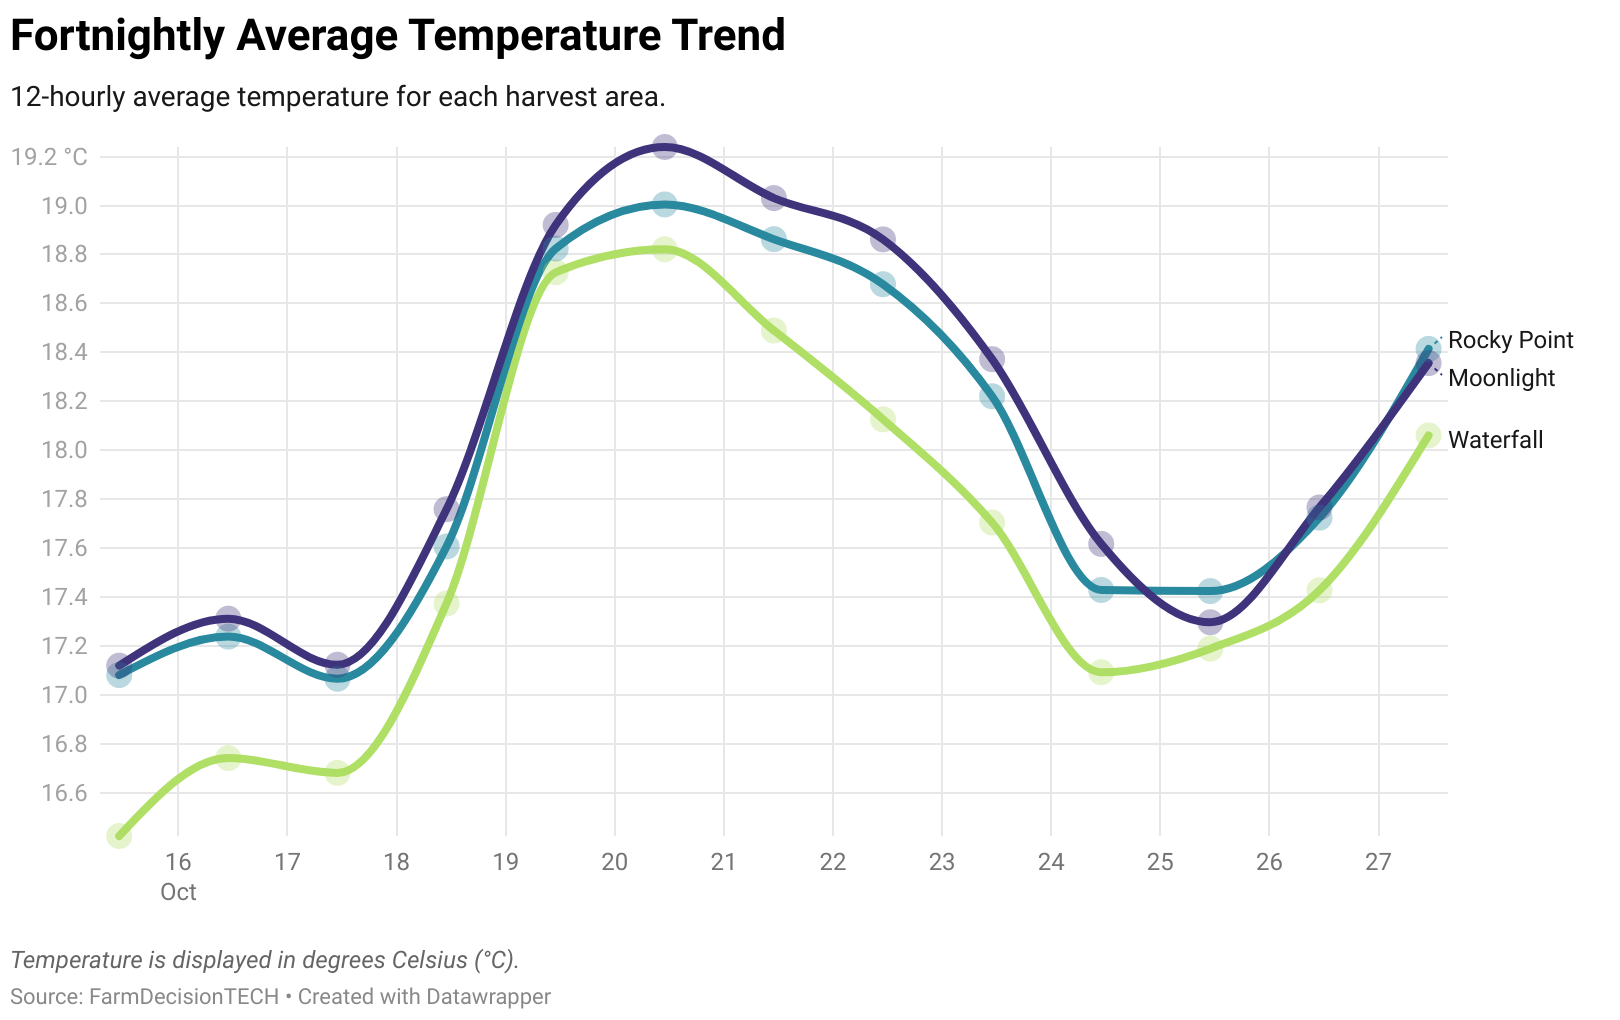 Fortnightly Average Temperature Trend
12-hourly average temperature for each harvest area.
19.2 °C
19.0
18.8
18.6
18.4
18.2
18.0
17.8
17.6
17.4
17.2
17.0
16.8
16.6
Rocky Point
Moonlight
Waterfall
16 17 18 19 20 21 22 23 24 25 26 27
Oct
Temperature is displayed in degrees Celsius (°C).
Source: FarmDecisionTECH • Created with Datawrapper